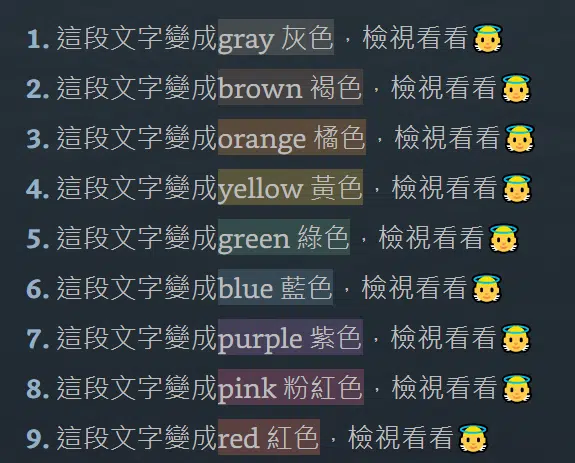 1. 這段文字變成gray 灰色，檢視看看
2. 這段文字變成brown 褐色，檢視看看
3. 這段文字變成orange 橘色，檢視看看
4. 這段文字變成yellow 黃色，檢視看看
5. 這段文字變成green 綠色，檢視看看
6. 這段文字變成blue 藍色，檢視看看
7. 這段文字變成purple 紫色，檢視看看
8. 這段文字變成pink 粉紅色，檢視看看
9. 這段文字變成red 紅色，檢視看看